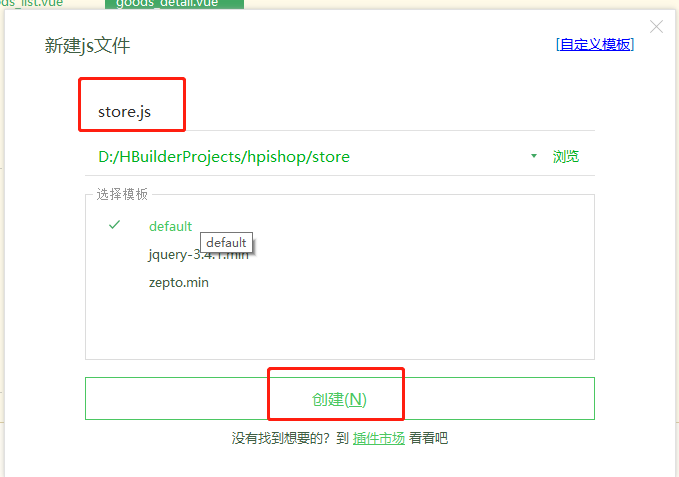 ds_list.vue goods_detail.vue
新建js文件 [自定义模板]
store.js
D:/HBuilderProjects/hpishop/store 浏览
选择模板
default
default
jquery-3.4.1.min
zepto.min
创建(N)
没有找到想要的？到 插件市场 看看吧